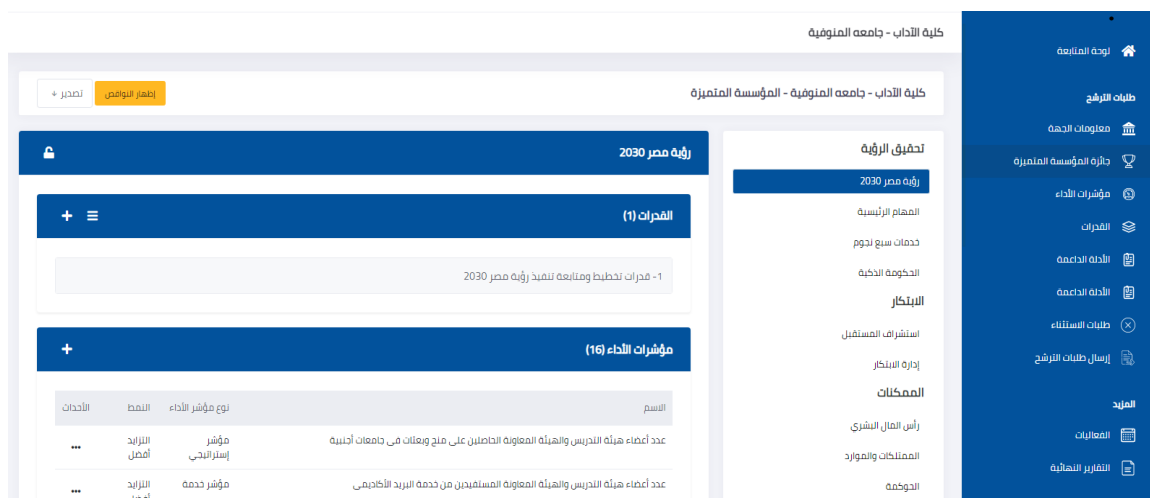 كلية الآداب - جامعه المنوفية
لوحة المتابعة
طلبات الترشح
معلومات الجهة
جائزة المؤسسة المتميزة
مؤشرات الأداء
القدرات
الأدلة الداعمة
الأدلة الداعمة
طلبات الاستثناء
إرسال طلبات الترشح
المزيد
الفعاليات
التقارير النهائية
كلية الآداب - جامعه المنوفية - المؤسسة المتميزة
إظهار النواقص
تصدير
تحقيق الرؤية
رؤية مصر 2030
المهام الرئيسية
خدمات سبع نجوم
الحكومة الذكية
الابتكار
استشراف المستقبل
إدارة الابتكار
الممكنات
رأس المال البشري
الممتلكات والموارد
الحوكمة
رؤية مصر 2030
القدرات (1)
1- قدرات تخطيط ومتابعة تنفيذ رؤية مصر 2030
مؤشرات الأداء (16)
الاسم نوع مؤشر الأداء النمط الأحداث
عدد أعضاء هيئة التدريس والهيئة المعاونة الحاصلين على منح وبعثات في جامعات أجنبية مؤشر التزايد
إستراتيجي أفضل
عدد أعضاء هيئة التدريس والهيئة المعاونة المستفيدين من خدمة البريد الأكاديمي مؤشر خدمة التزايد